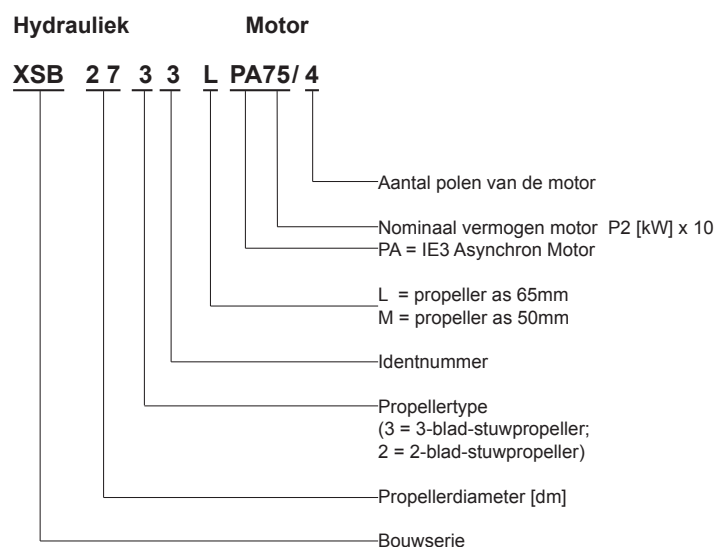 Hydrauliek Motor
XSB 27 3 3 L PA75/4
Aantal polen van de motor
Nominaal vermogen motor P2 [kW] x 10
PA = IE3 Asynchron Motor
L = propeller as 65mm
M = propeller as 50mm
Identnummer
Propellertype
(3 = 3-blad-stuwpropeller;
2 = 2-blad-stuwpropeller)
Propellerdiameter [dm]
Bouwserie